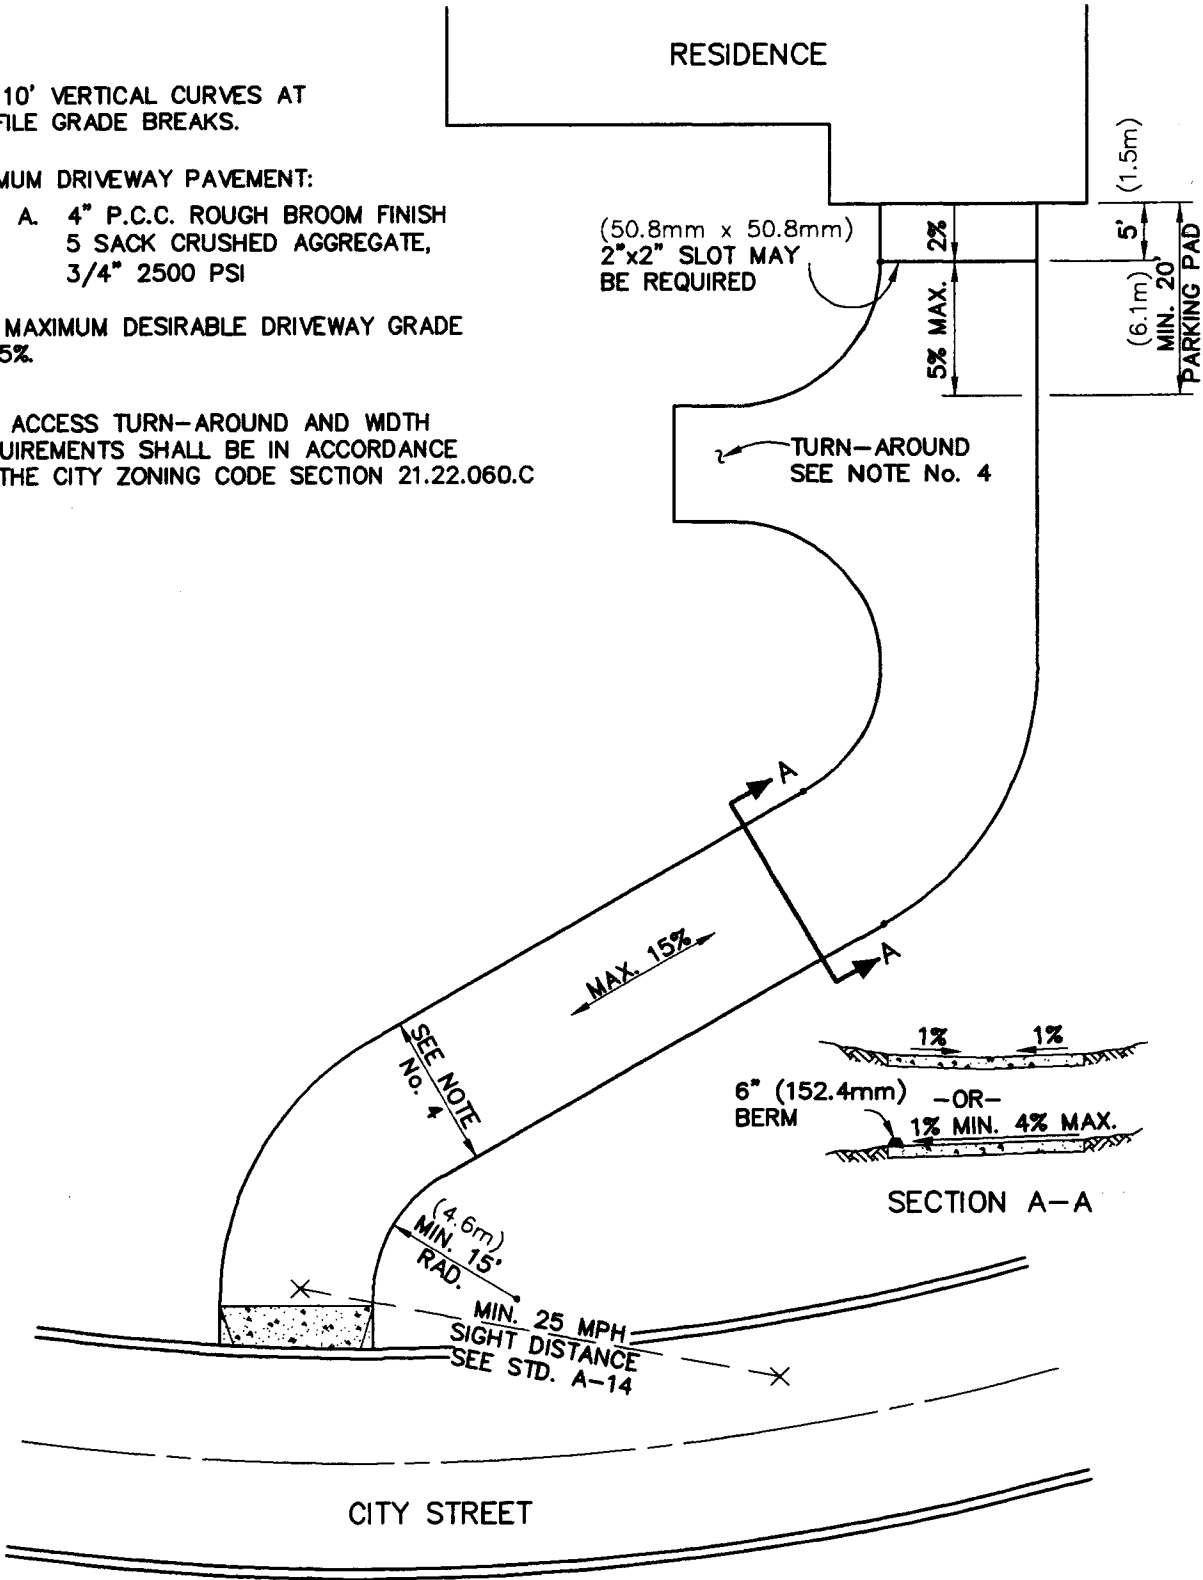 RESIDENCE
10' VERTICAL CURVES AT
FILE GRADE BREAKS.
MUM DRIVEWAY PAVEMENT:
A. 4" P.C.C. ROUGH BROOM FINISH
5 SACK CRUSHED AGGREGATE,
3/4" 2500 PSI
MAXIMUM DESIRABLE DRIVEWAY GRADE
5%.
ACCESS TURN-AROUND AND WIDTH
UIREMENTS SHALL BE IN ACCORDANCE
THE CITY ZONING CODE SECTION 21.22.060.C
(50.8mm x 50.8mm)
2"x2" SLOT MAY
BE REQUIRED
2%
5% MAX.
(1.5m)
5'
(6.1m)
MIN. 20'
PARKING PAD
TURN-AROUND
SEE NOTE No. 4
A
A
MAX. 15%
SEE NOTE
No. 4
1% 1%
6" (152.4mm)
BERM
-OR-
1% MIN. 4% MAX.
SECTION A-A
(4.6m)
MIN. 15'
RAD.
MIN. 25 MPH
SIGHT DISTANCE
SEE STD. A-14
CITY STREET